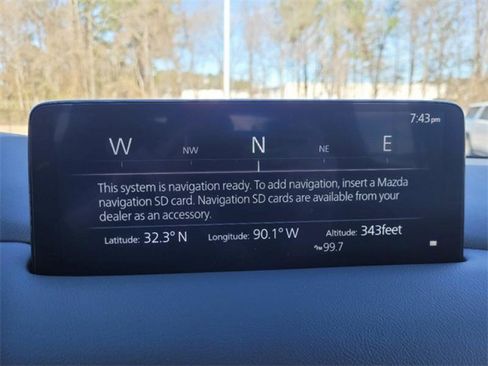 7:43pm
W NW N NE E
This system is navigation ready. To add navigation, insert a Mazda
navigation SD card. Navigation SD cards are available from your
dealer as an accessory.
Latitude: 32.3° N Longitude: 90.1° W Altitude: 343feet
99.7